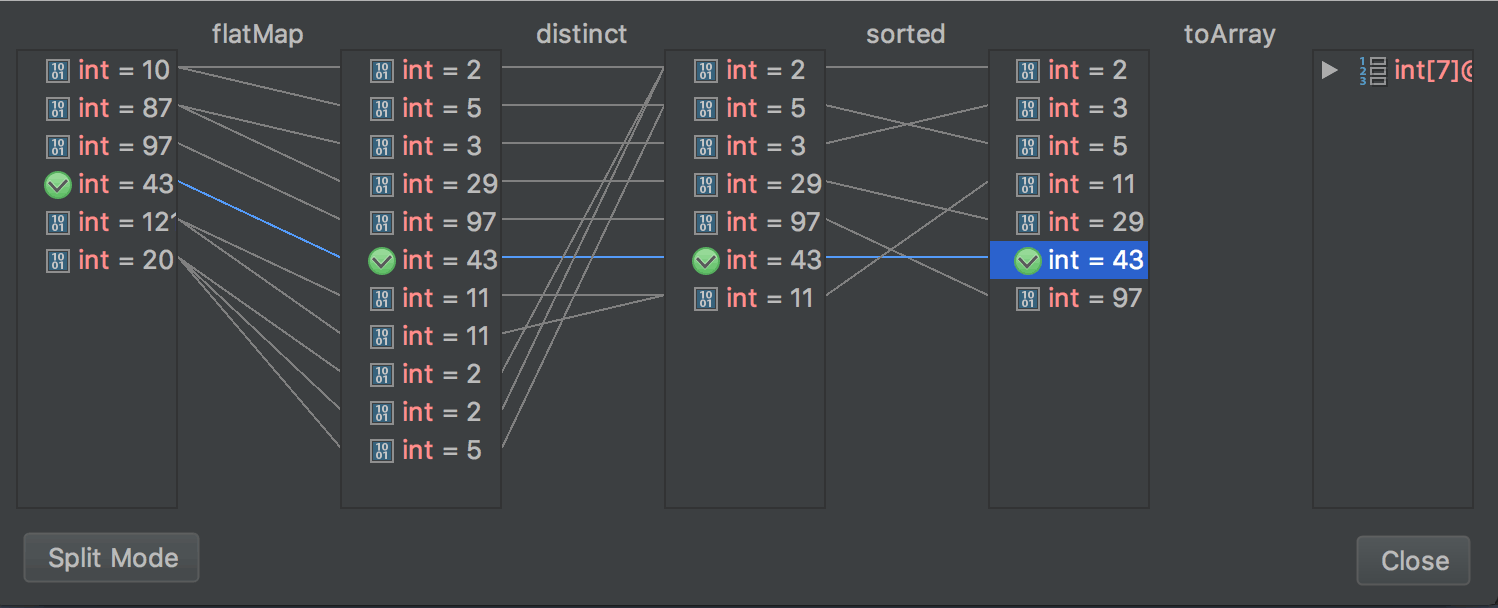 flatMap distinct sorted toArray
int = 10 int = 2 int = 2 int = 2 int[7]
int = 87 int = 5 int = 5 int = 3
int = 97 int = 3 int = 3 int = 5
int = 43 int = 29 int = 29 int = 11
int = 12 int = 97 int = 97 int = 29
int = 20 int = 43 int = 43 int = 43
int = 11 int = 11 int = 97
int = 11
int = 2
int = 2
int = 5
Split Mode Close